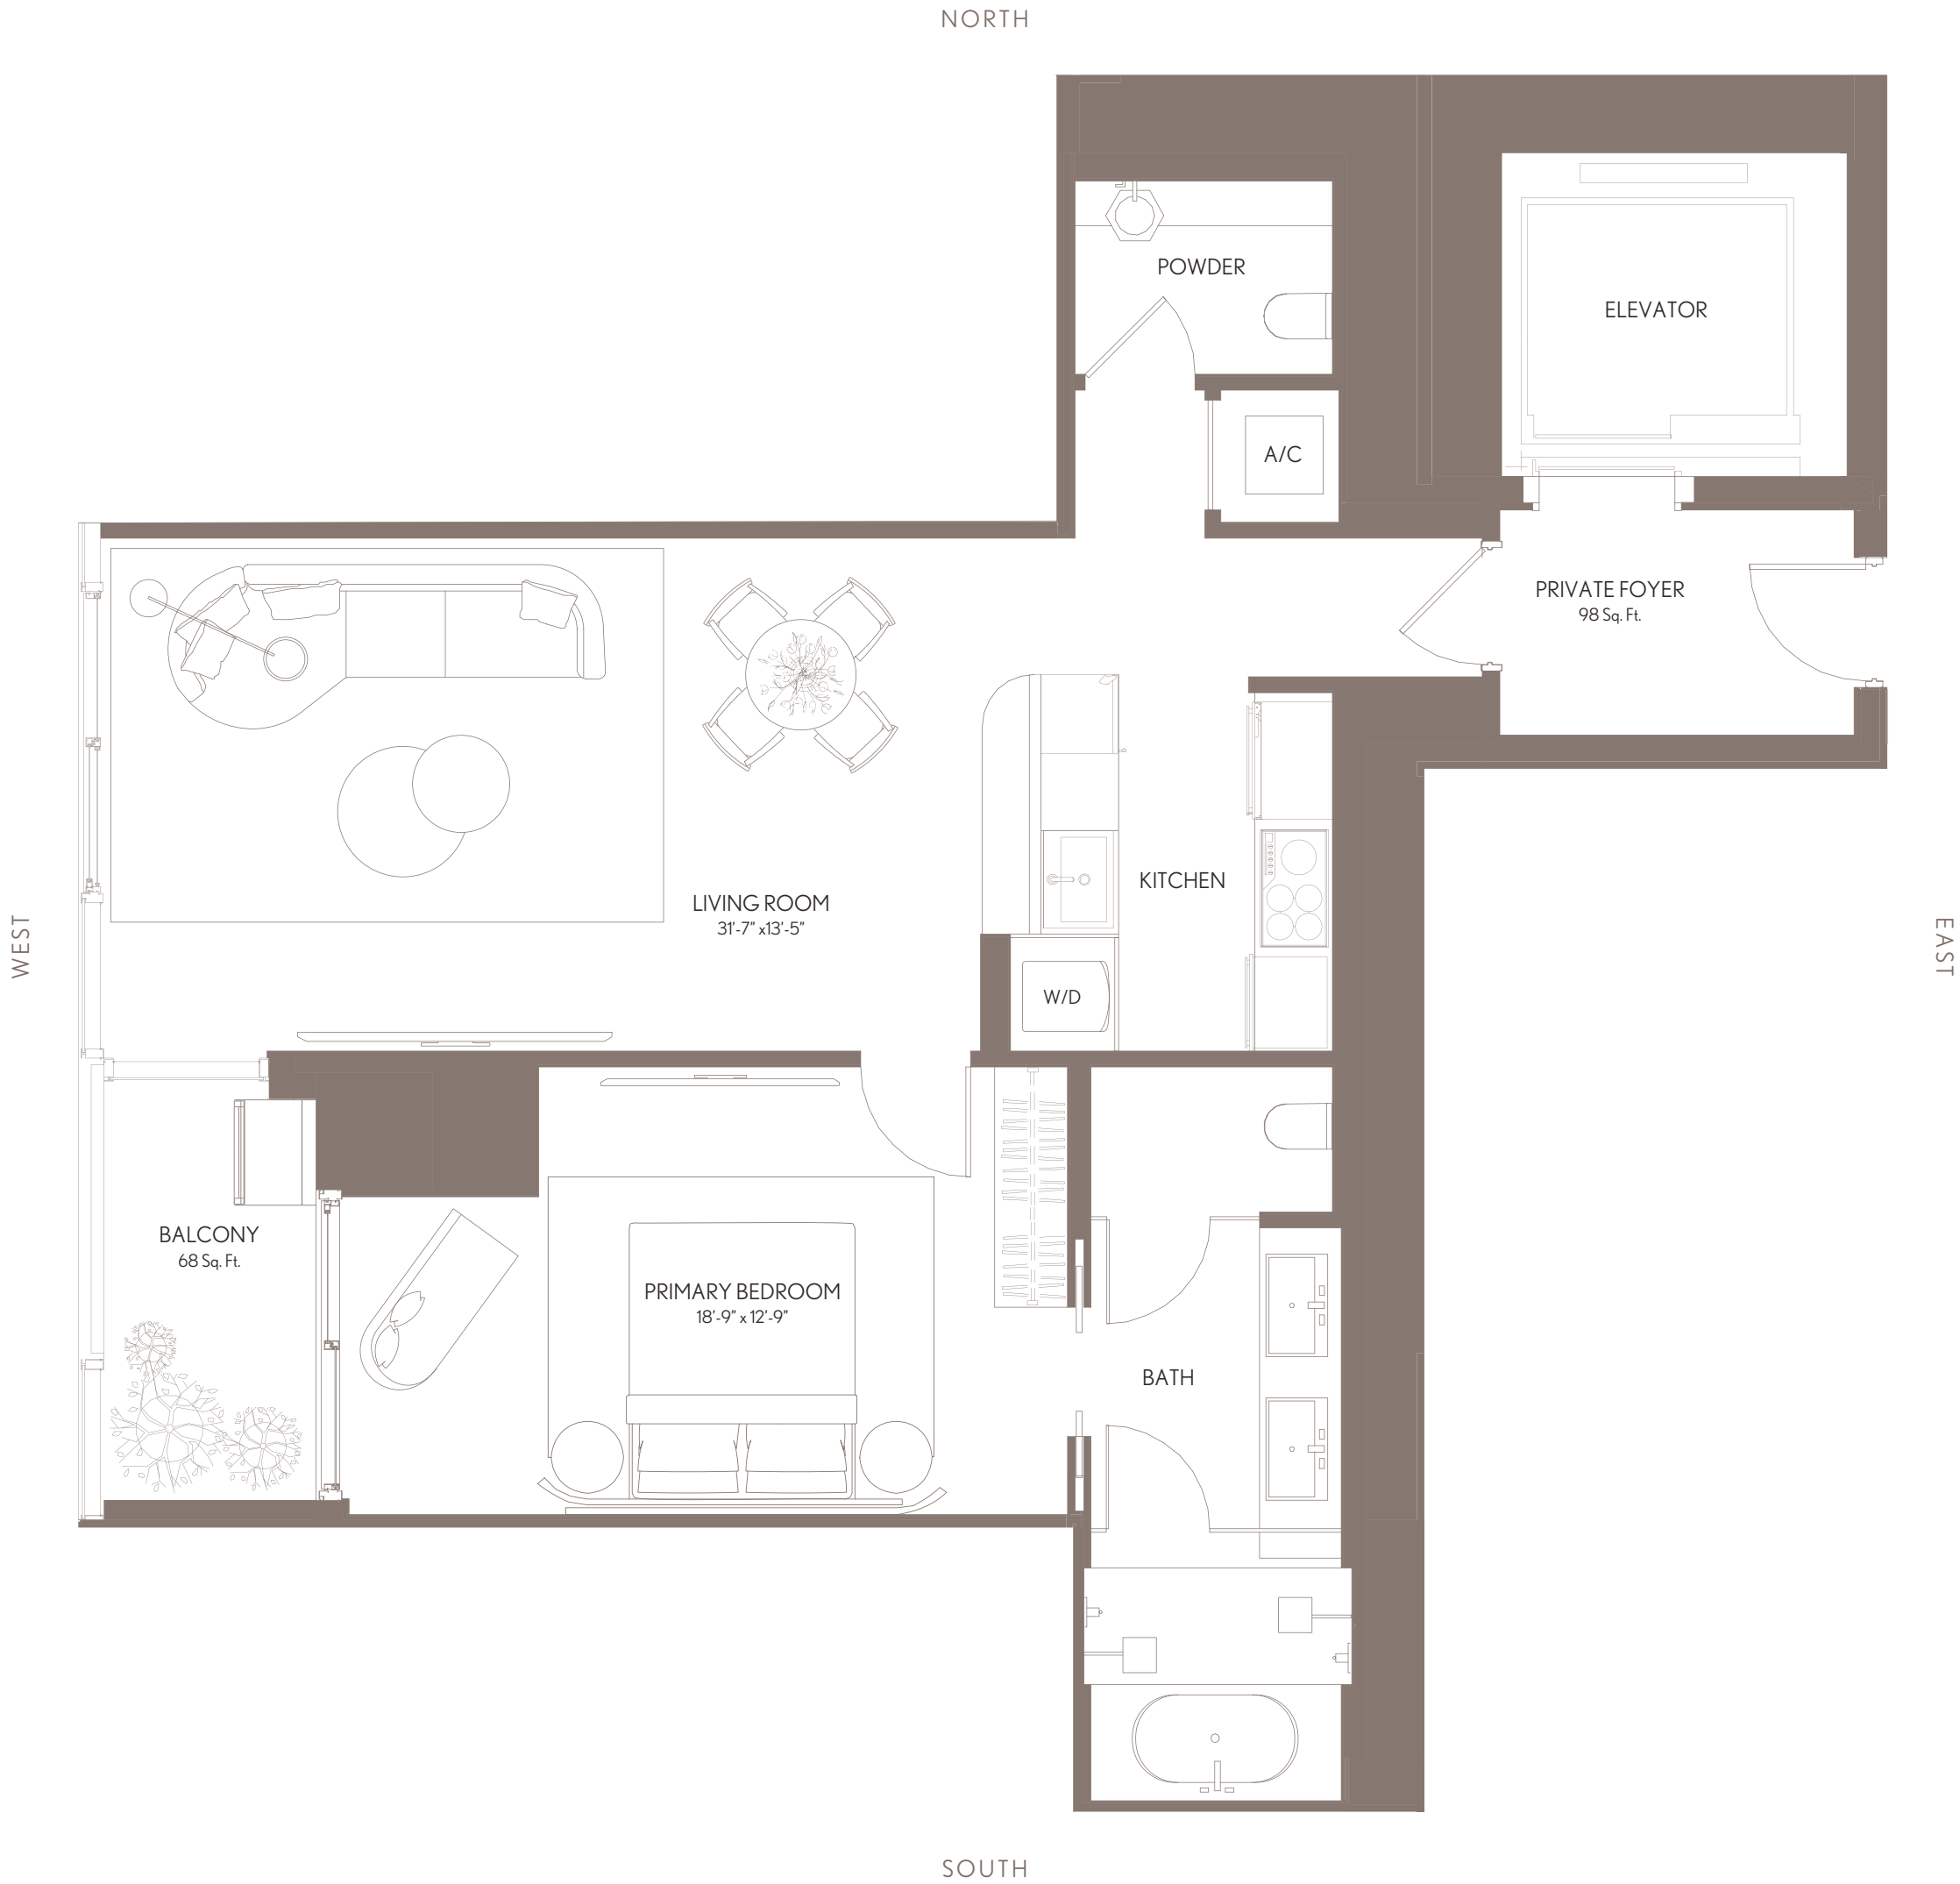 NORTH
POWDER
ELEVATOR
A/C
PRIVATE FOYER
98 Sq. Ft.
KITCHEN
LIVING ROOM
31'-7" x13'-5"
WEST
EAST
W/D
BALCONY
68 Sq. Ft.
PRIMARY BEDROOM
18'-9" x 12'-9"
BATH
SOUTH